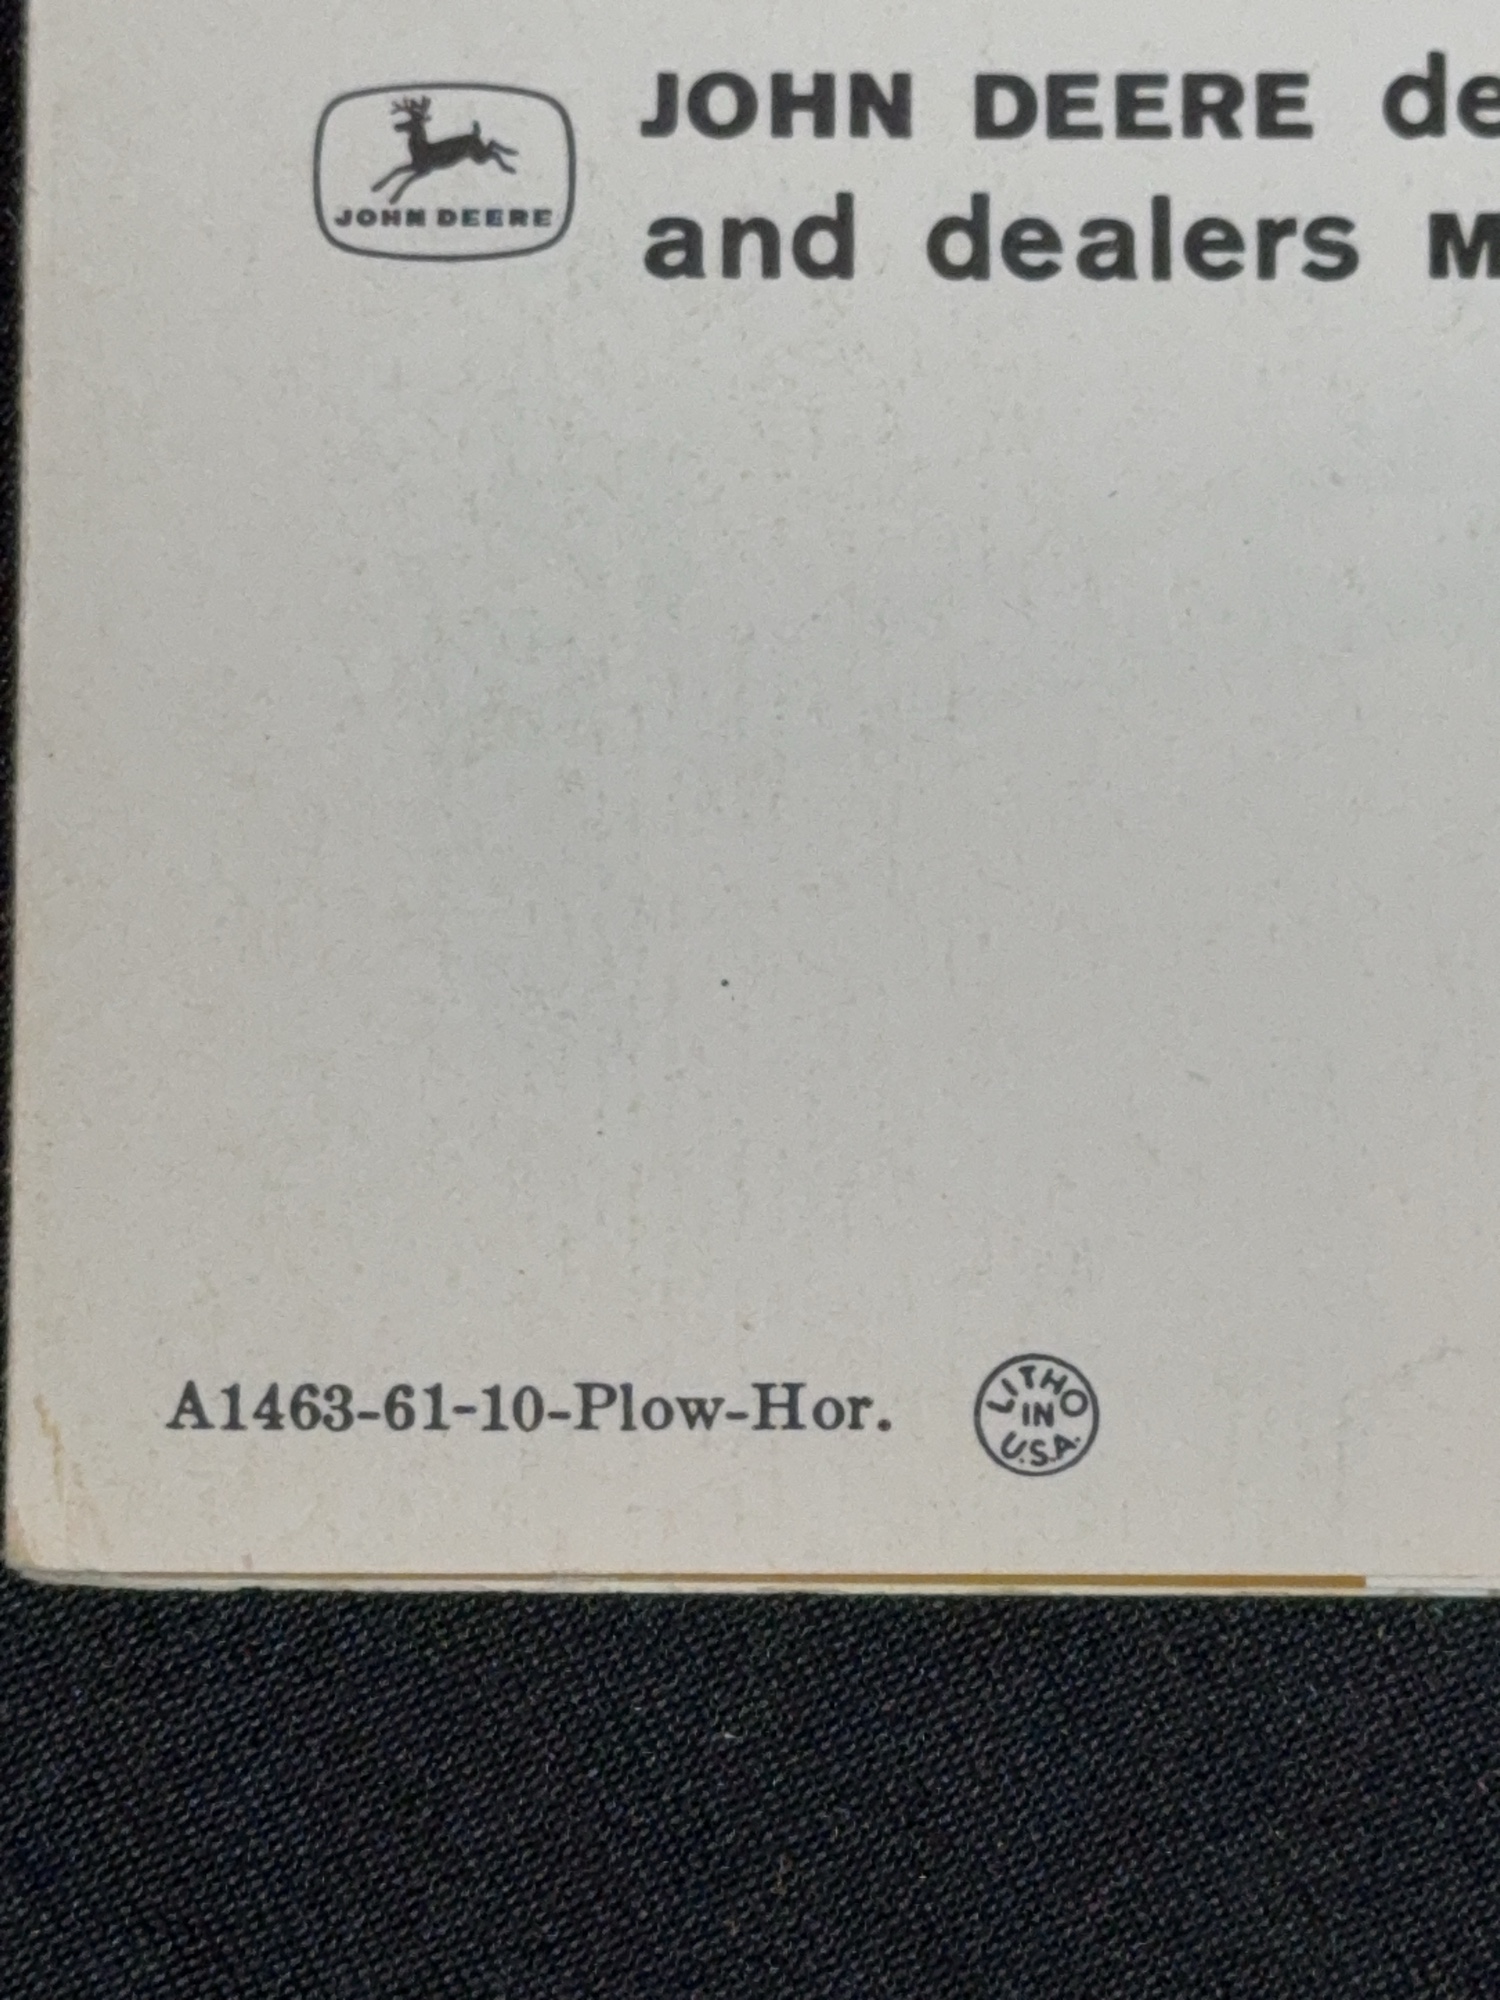 JOHN DEERE
JOHN DEERE de
and dealers M
A1463-61-10-Plow-Hor.
LITHO
IN
U.S.A.